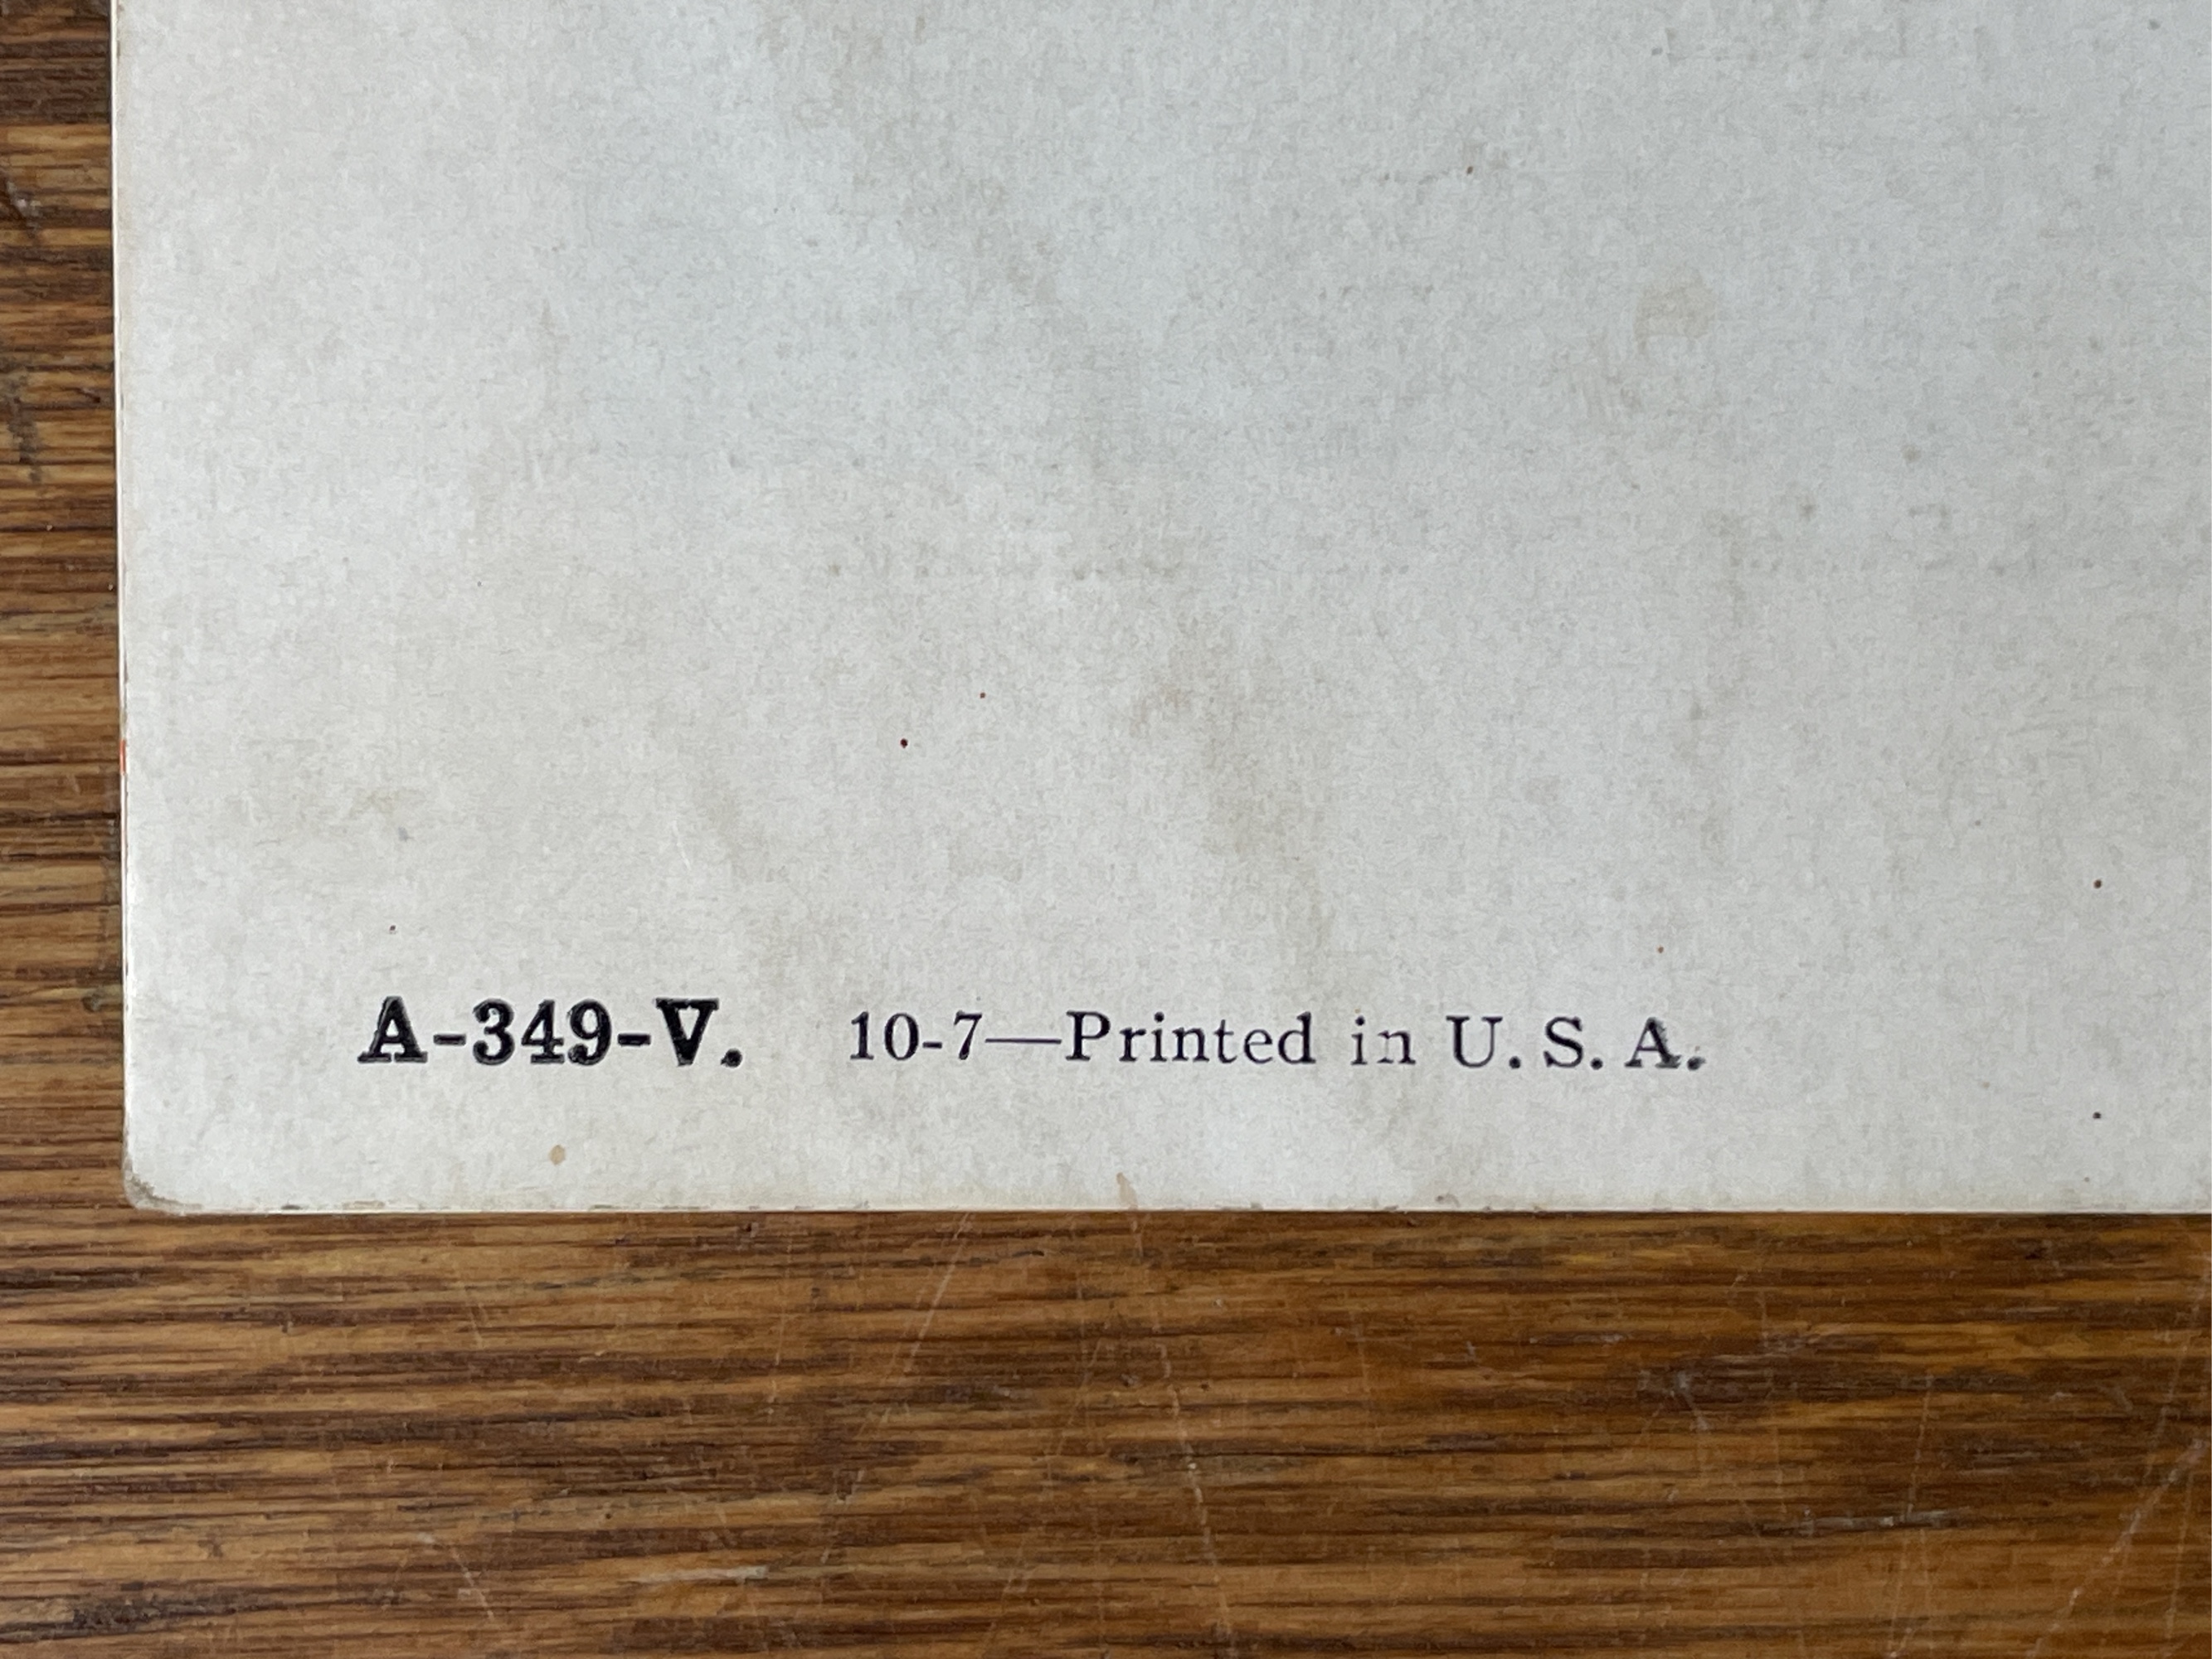 A-349-V. 10-7—Printed in U. S. A.